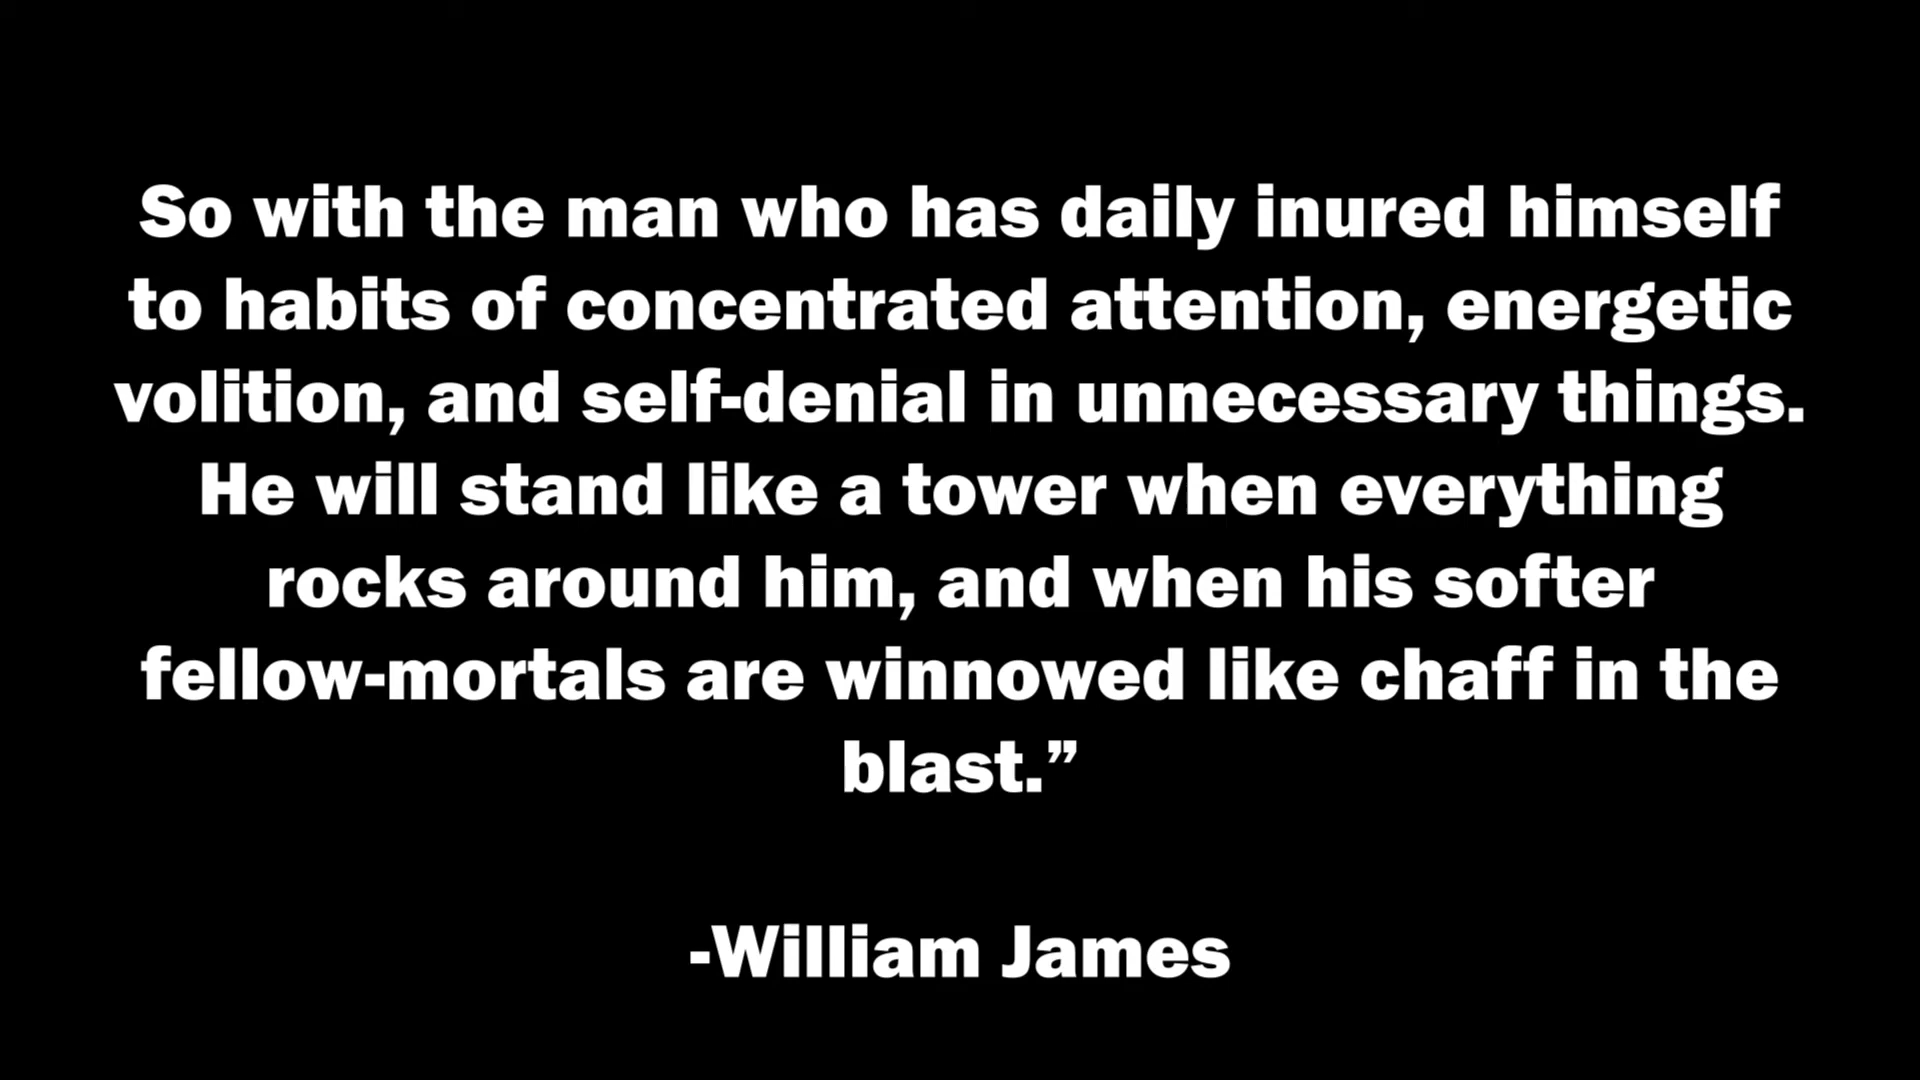 So with the man who has daily inured himself
to habits of concentrated attention, energetic
volition, and self-denial in unnecessary things.
He will stand like a tower when everything
rocks around him, and when his softer
fellow-mortals are winnowed like chaff in the
blast.”
-William James